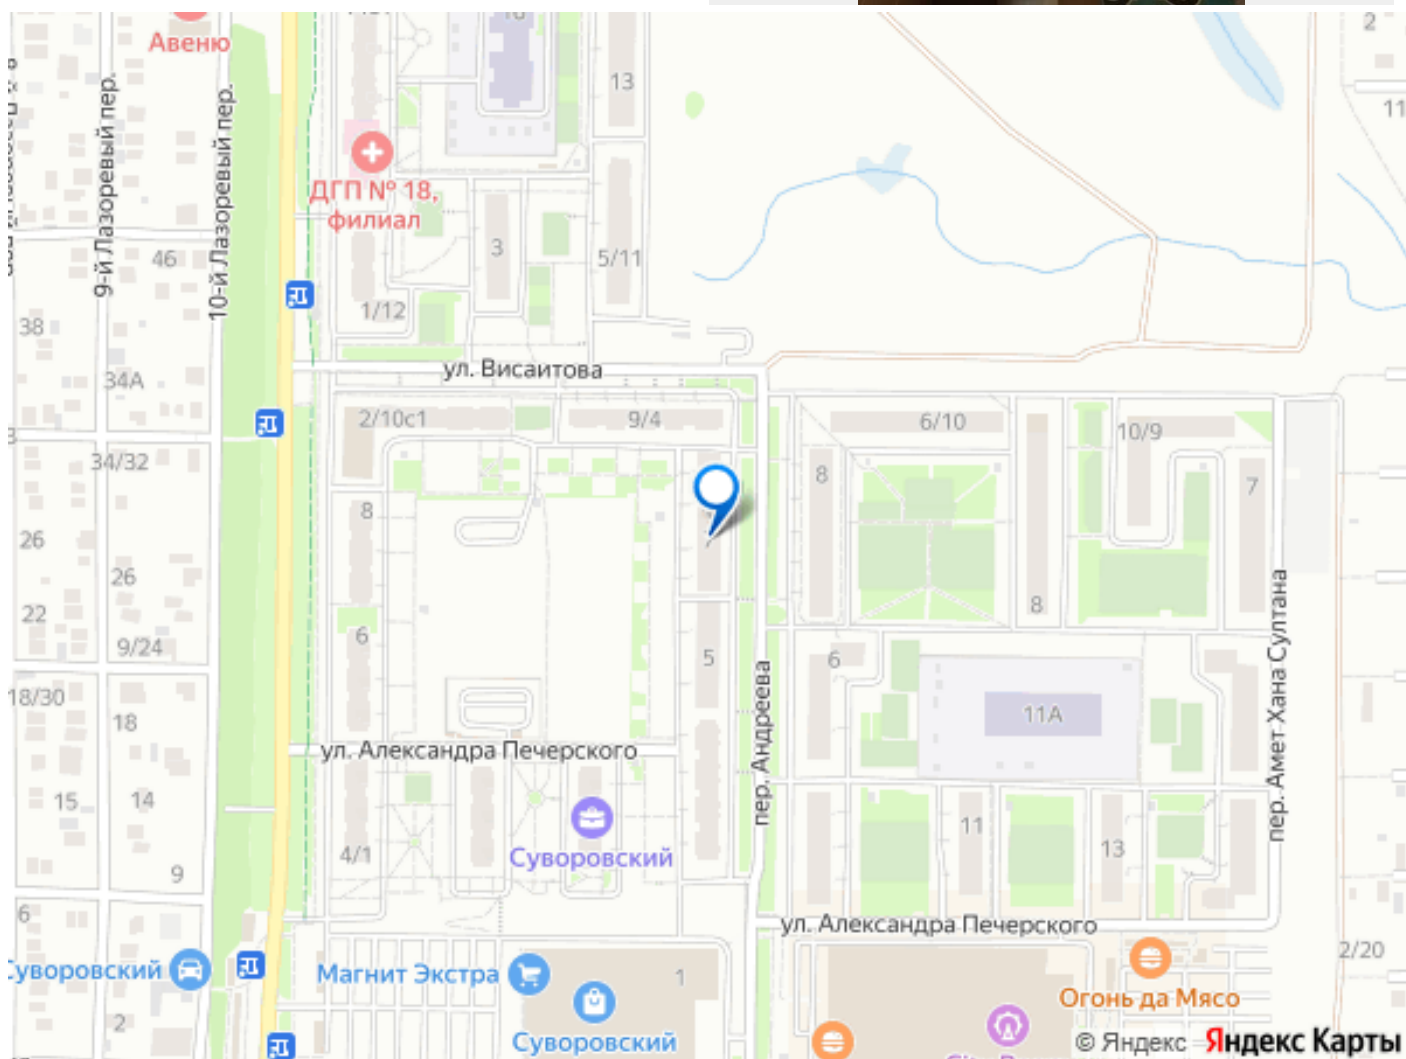 Авеню
9-й Лазоревый пер.
10-й Лазоревый пер.
13
2
11
ДГП № 18,
филиал
46
3
5/11
1/12
38
34А
ул. Висаитова
2/10с1
9/4
6/10
10/9
34/32
8
8
7
26
26
22
8
6
9/24
5
6
18/30
18
11А
пер. Андреева
пер. Амет-Хана Султана
ул. Александра Печерского
15
14
11
13
4/1
Суворовский
9
6
ул. Александра Печерского
2/20
Суворовский
Магнит Экстра
1
Огонь да Мясо
2
Суворовский
© Яндекс Яндекс Карты